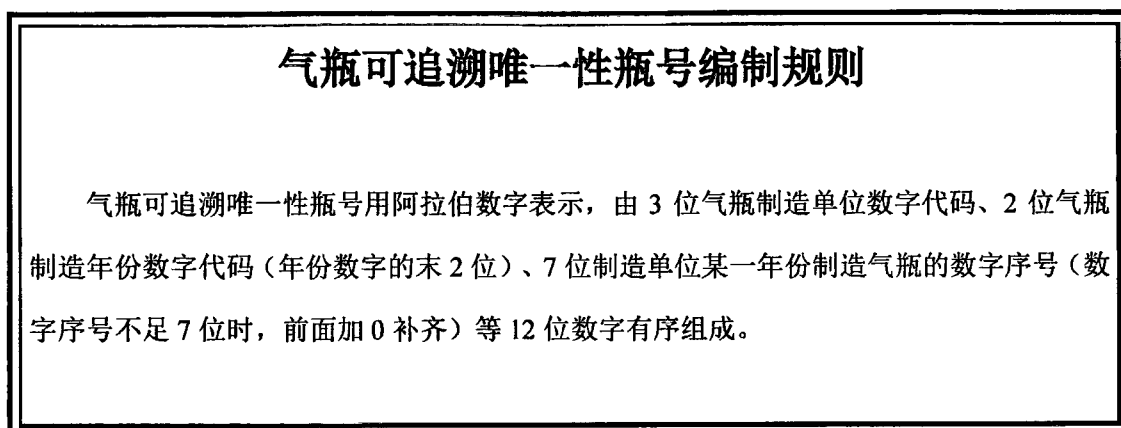 气瓶可追溯唯一性瓶号编制规则
气瓶可追溯唯一性瓶号用阿拉伯数字表示，由 3 位气瓶制造单位数字代码、2 位气瓶
制造年份数字代码（年份数字的末 2 位）、7 位制造单位某一年份制造气瓶的数字序号（数
字序号不足 7 位时，前面加 0 补齐）等 12 位数字有序组成。